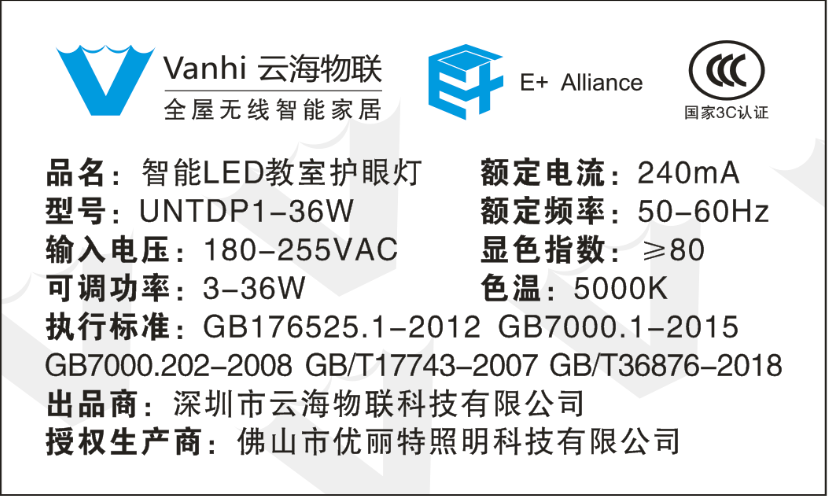 Vanhi 云海物联
全屋无线智能家居
E+ Alliance
国家3C认证
品名：智能LED教室护眼灯 额定电流：240mA
型号：UNTDP1-36W 额定频率：50-60Hz
输入电压：180-255VAC 显色指数：≥80
可调功率：3-36W 色温：5000K
执行标准：GB176525.1-2012 GB7000.1-2015
GB7000.202-2008 GB/T17743-2007 GB/T36876-2018
出品商：深圳市云海物联科技有限公司
授权生产商：佛山市优丽特照明科技有限公司